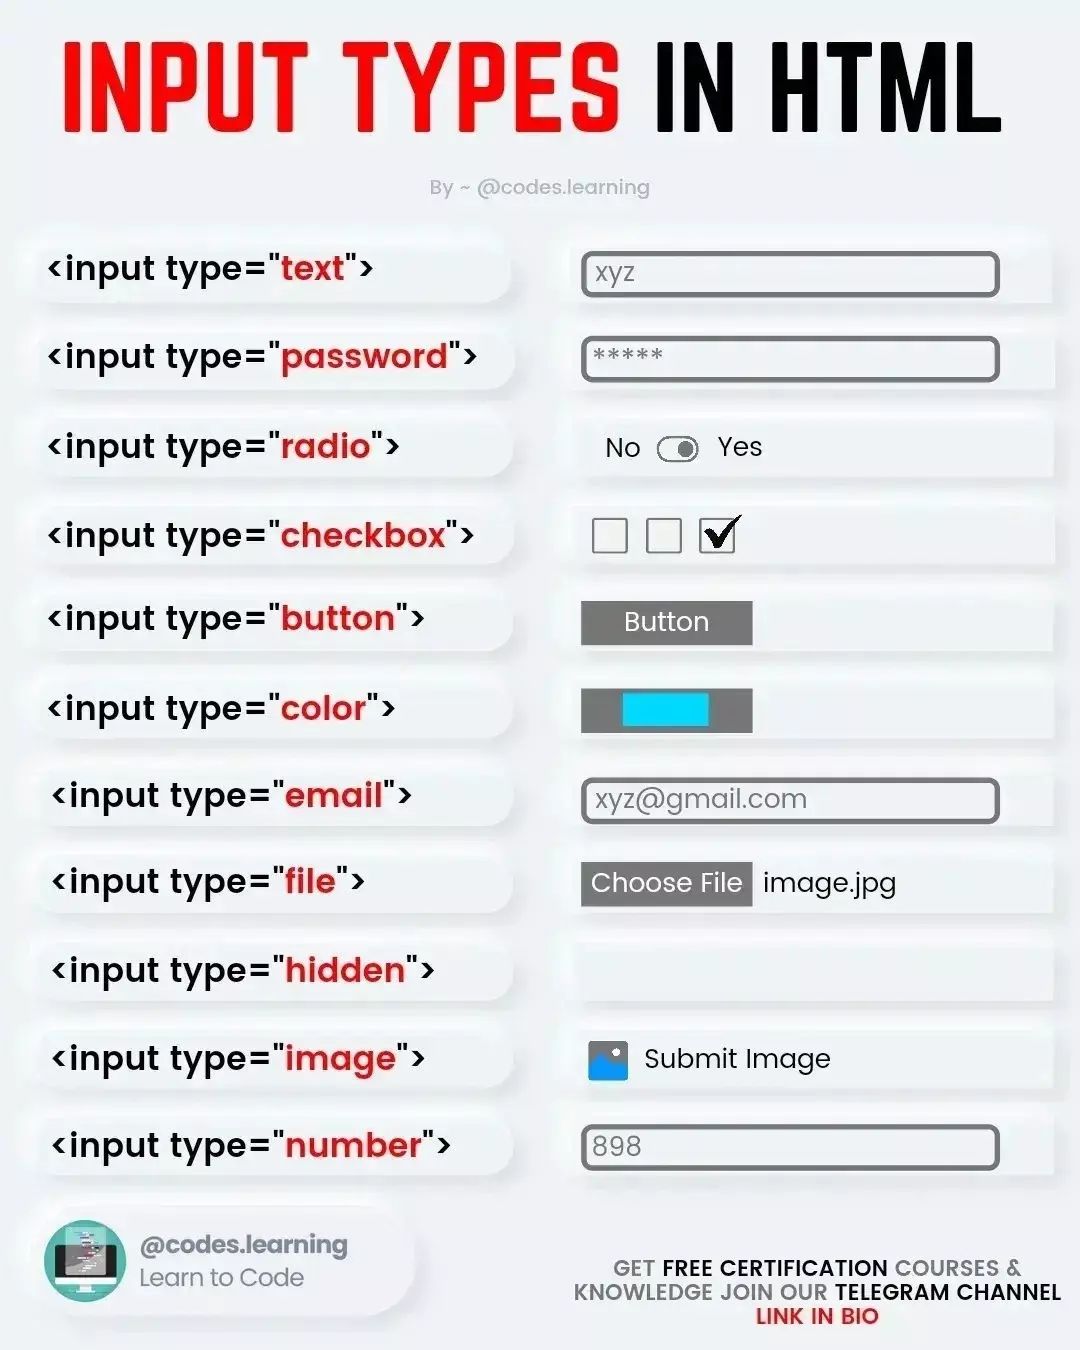 INPUT TYPES IN HTML
By ~ @codes.learning
<input type="text"> xyz
<input type="password"> *****
<input type="radio"> No Yes
<input type="checkbox">
<input type="button"> Button
<input type="color">
<input type="email"> xyz@gmail.com
<input type="file"> Choose File image.jpg
<input type="hidden">
<input type="image"> Submit Image
<input type="number"> 898
@codes.learning
Learn to Code
GET FREE CERTIFICATION COURSES &
KNOWLEDGE JOIN OUR TELEGRAM CHANNEL
LINK IN BIO